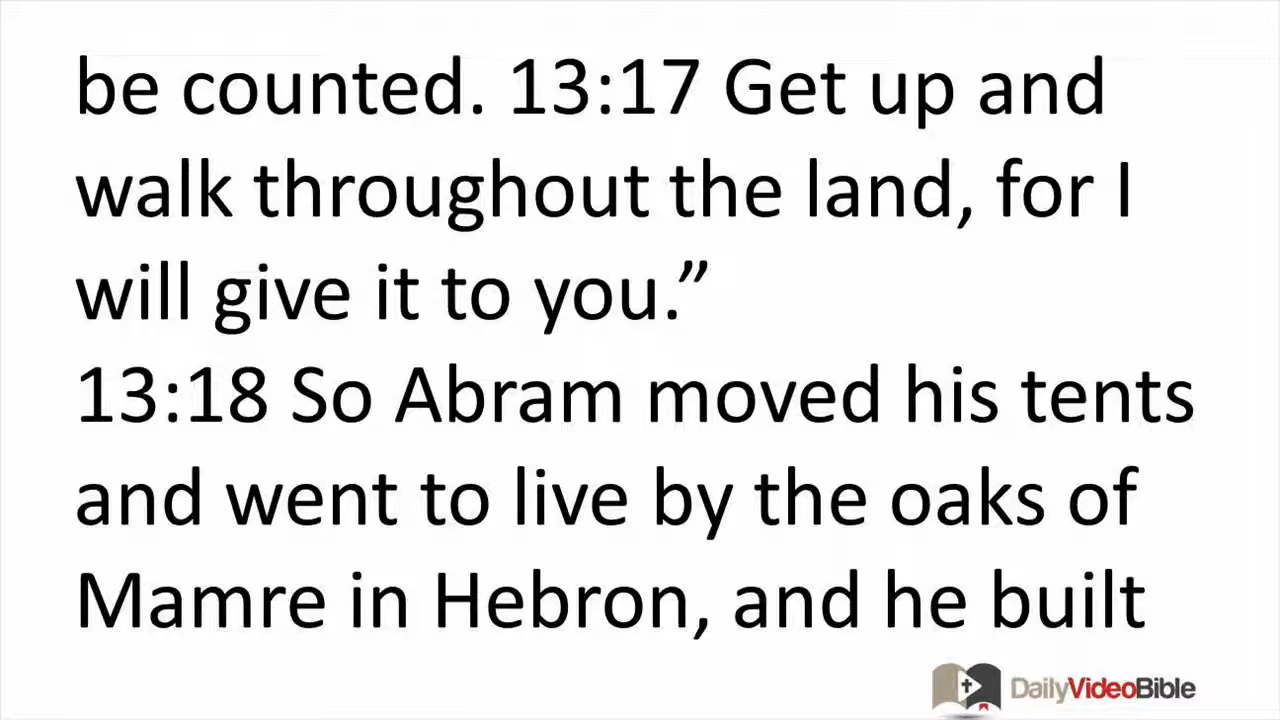 be counted. 13:17 Get up and
walk throughout the land, for I
will give it to you.”
13:18 So Abram moved his tents
and went to live by the oaks of
Mamre in Hebron, and he built
DailyVideoBible